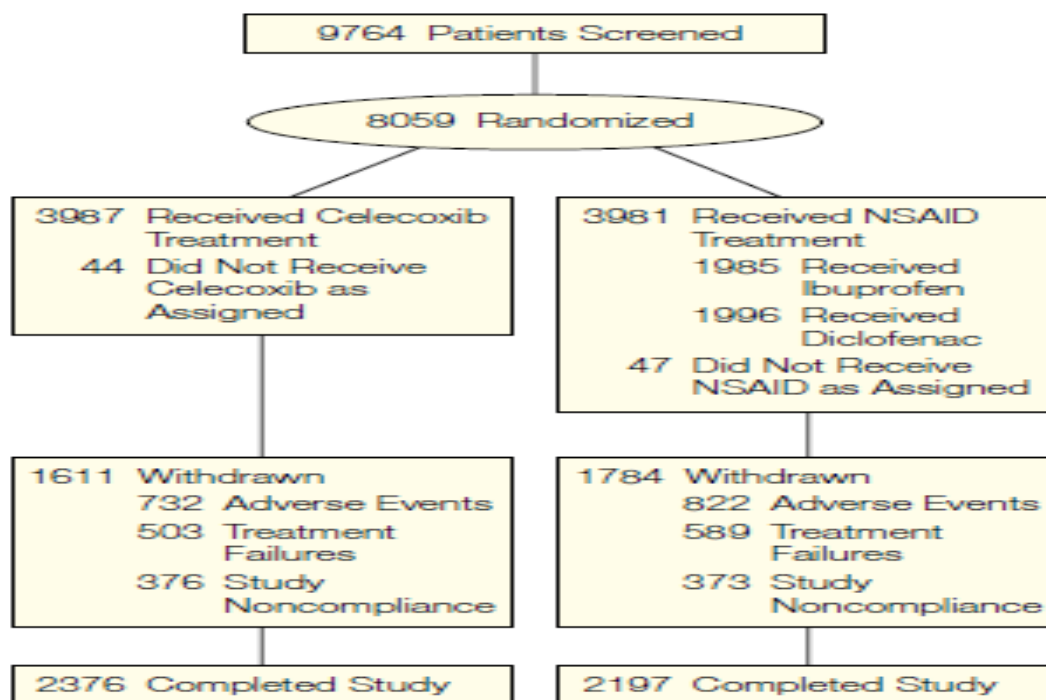 9764 Patients Screened
8059 Randomized
3987 Received Celecoxib
Treatment
44 Did Not Receive
Celecoxib as
Assigned
3981 Received NSAID
Treatment
1985 Received
Ibuprofen
1996 Received
Diclofenac
47 Did Not Receive
NSAID as Assigned
1611 Withdrawn
732 Adverse Events
503 Treatment
Failures
376 Study
Noncompliance
1784 Withdrawn
822 Adverse Events
589 Treatment
Failures
373 Study
Noncompliance
2376 Completed Study
2197 Completed Study